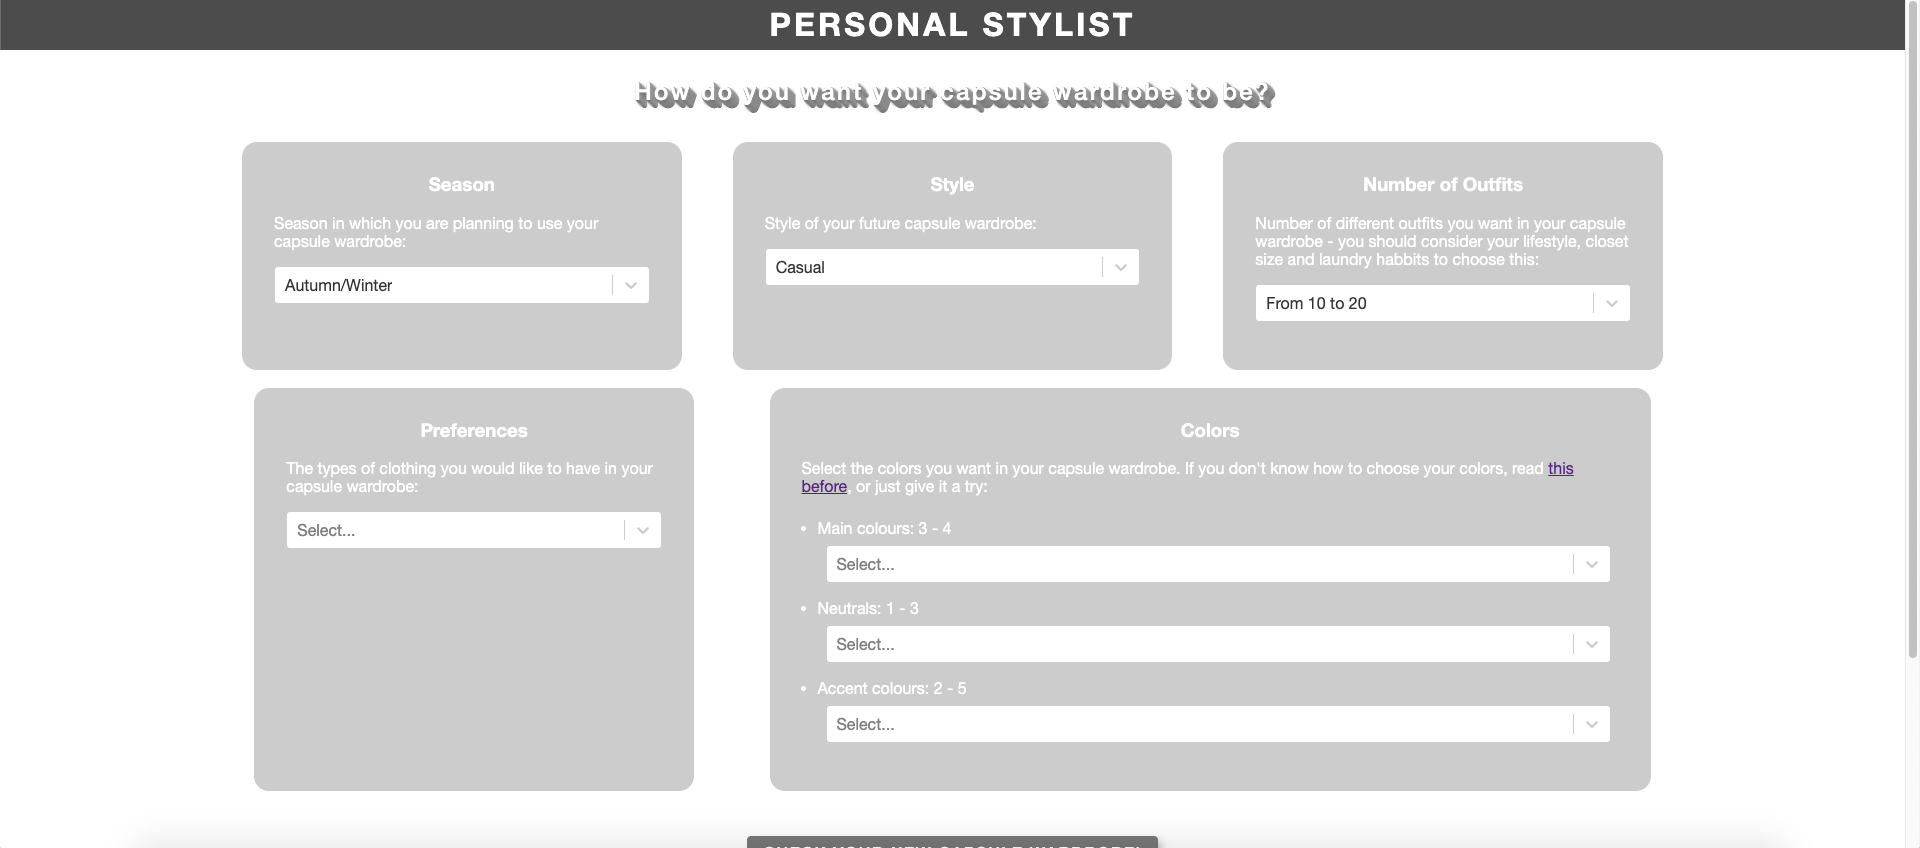 PERSONAL STYLIST
How do you want your capsule wardrobe to be?
Season
Season in which you are planning to use your
capsule wardrobe:
Autumn/Winter
Style
Style of your future capsule wardrobe:
Casual
Number of Outfits
Number of different outfits you want in your capsule
wardrobe - you should consider your lifestyle, closet
size and laundry habbits to choose this:
From 10 to 20
Preferences
The types of clothing you would like to have in your
capsule wardrobe:
Select...
Colors
Select the colors you want in your capsule wardrobe. If you don't know how to choose your colors, read this
before, or just give it a try:
• Main colours: 3 - 4
Select...
• Neutrals: 1 - 3
Select...
• Accent colours: 2 - 5
Select...
CHECK YOUR NEW CAPSULE WARDROBE!